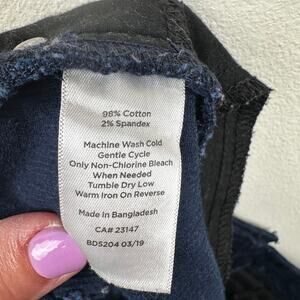 98% Cotton
2% Spandex
Machine Wash Cold
Gentle Cycle
Only Non-Chlorine Bleach
When Needed
Tumble Dry Low
Warm Iron On Reverse
Made In Bangladesh
CA# 23147
BD5204 03/19